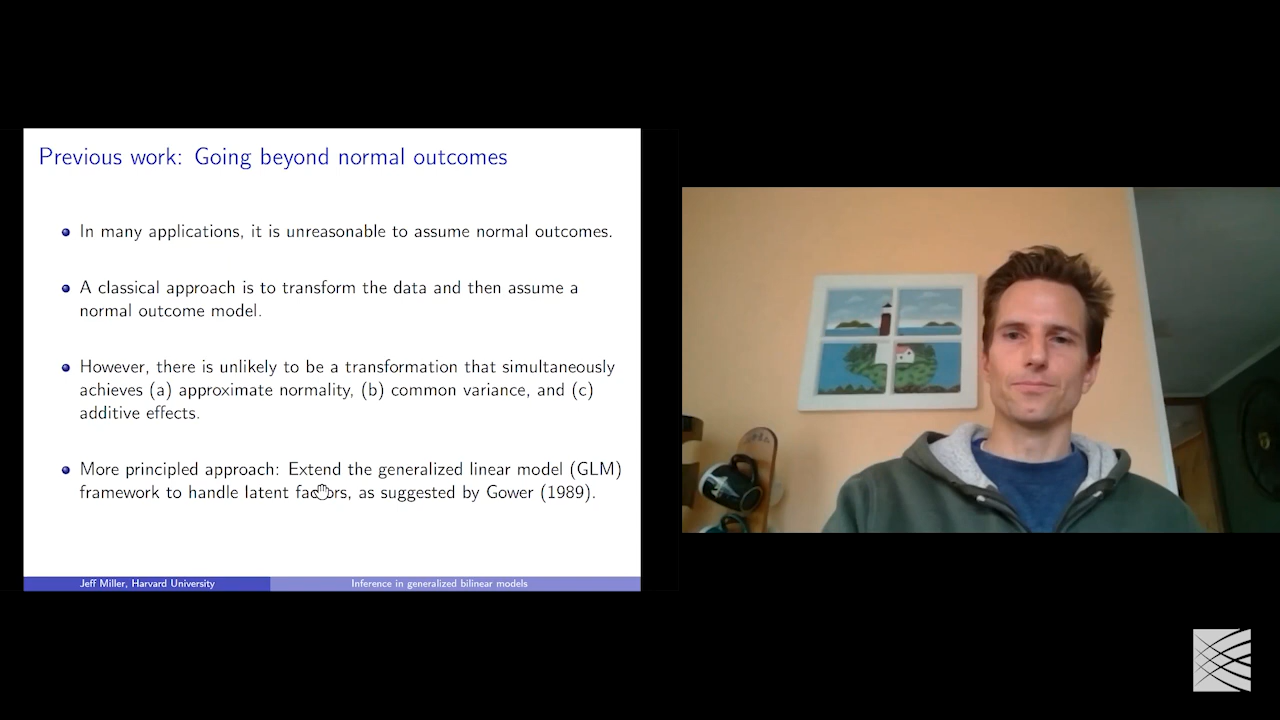 Previous work: Going beyond normal outcomes
In many applications, it is unreasonable to assume normal outcomes.
A classical approach is to transform the data and then assume a
normal outcome model.
However, there is unlikely to be a transformation that simultaneously
achieves (a) approximate normality, (b) common variance, and (c)
additive effects.
More principled approach: Extend the generalized linear model (GLM)
framework to handle latent factors, as suggested by Gower (1989).
Jeff Miller, Harvard University
Inference in generalized bilinear models